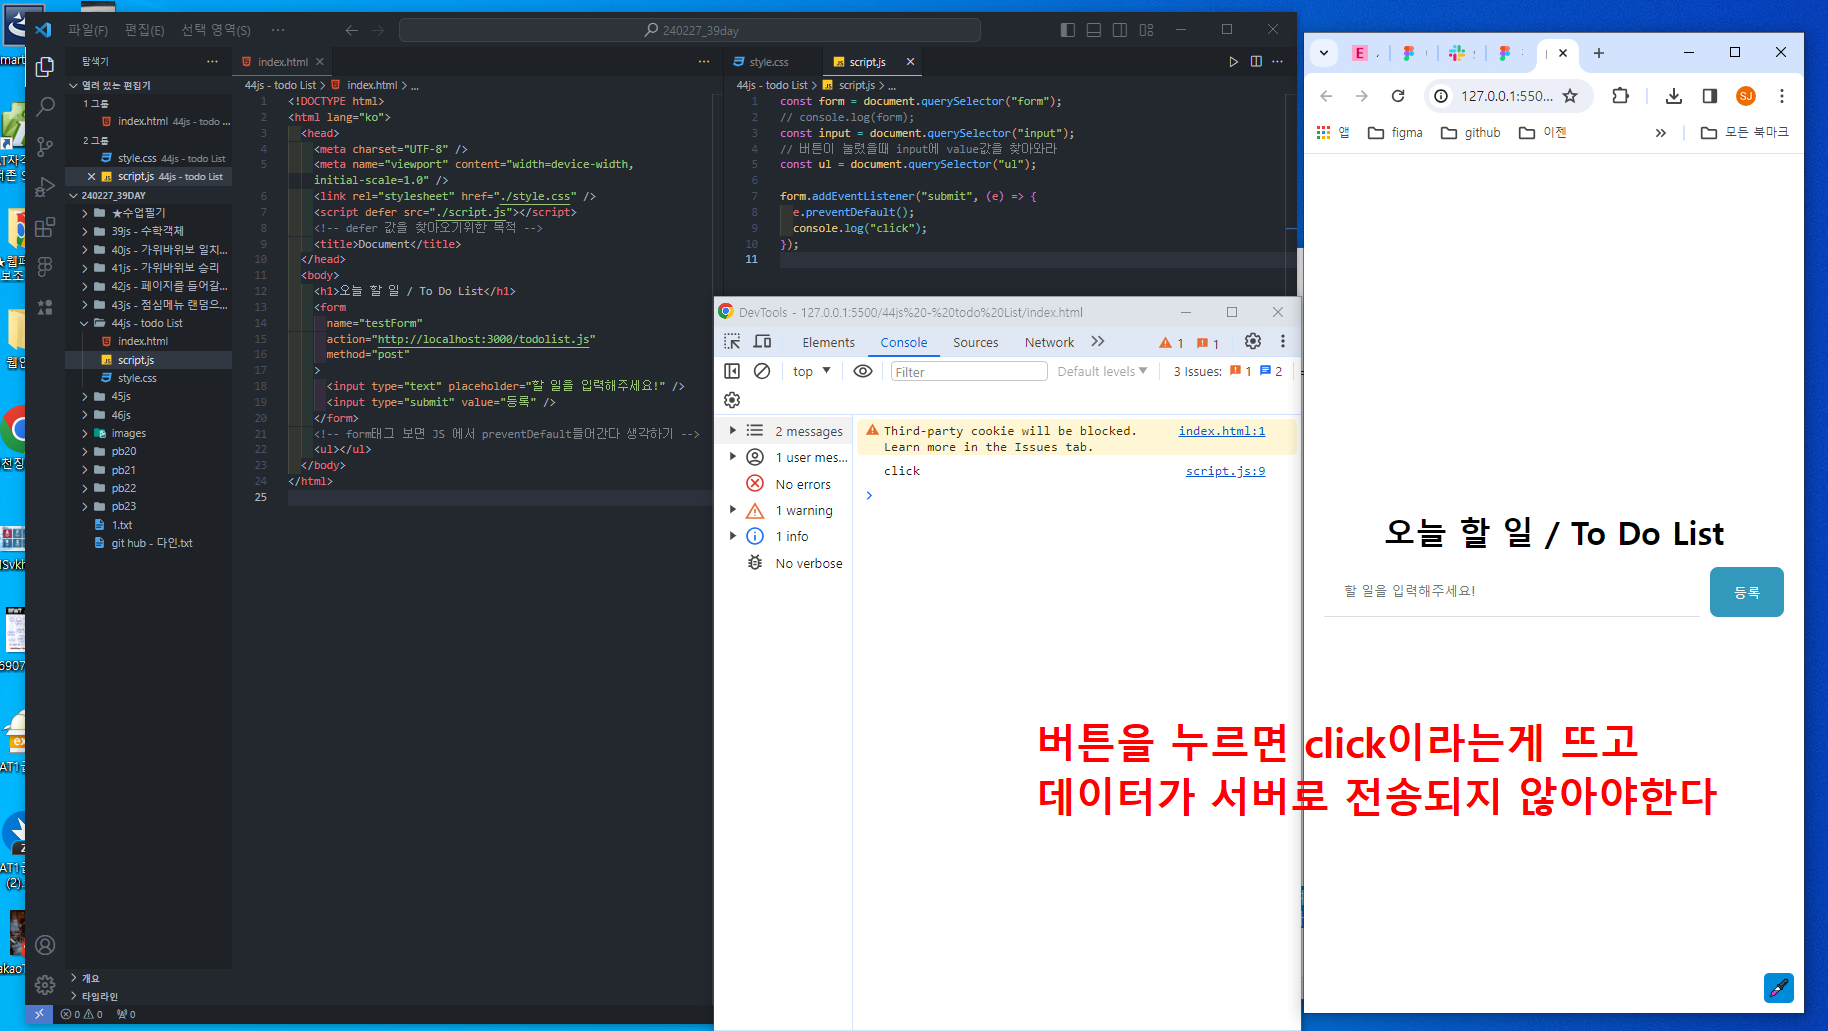 파일(F) 편집(E) 선택 영역(S) ··· 240227_39day
탐색기 ···
열려 있는 편집기
1 그룹
index.html 44js - todo ...
2 그룹
style.css 44js - todo List
script.js 44js - todo List
240227_39DAY
★수업필기
39js - 수학객체
40js - 가위바위보 일치...
41js - 가위바위보 승리
42js - 페이지를 들어갈...
43js - 점심메뉴 랜덤으...
44js - todo List
index.html
script.js
style.css
45js
46js
images
pb20
pb21
pb22
pb23
1.txt
git hub - 다인.txt
개요
타임라인
0 0 0
index.html ···
44js - todo List > index.html > ...
1 <!DOCTYPE html>
2 <html lang="ko">
3 <head>
4 <meta charset="UTF-8" />
5 <meta name="viewport" content="width=device-width,
initial-scale=1.0" />
6 <link rel="stylesheet" href="./style.css" />
7 <script defer src="./script.js"></script>
8 <!-- defer 값을 찾아오기위한 목적 -->
9 <title>Document</title>
10 </head>
11 <body>
12 <h1>오늘 할 일 / To Do List</h1>
13 <form
14 name="testForm"
15 action="http://localhost:3000/todolist.js"
16 method="post"
17 >
18 <input type="text" placeholder="할 일을 입력해주세요!" />
19 <input type="submit" value="등록" />
20 </form>
21 <!-- form태그 보면 JS 에서 preventDefault들어간다 생각하기 -->
22 <ul></ul>
23 </body>
24 </html>
25
style.css script.js ···
44js - todo List > script.js > ...
1 const form = document.querySelector("form");
2 // console.log(form);
3 const input = document.querySelector("input");
4 // 버튼이 눌렸을때 input에 value값을 찾아와라
5 const ul = document.querySelector("ul");
6
7 form.addEventListener("submit", (e) => {
8 e.preventDefault();
9 console.log("click");
10 });
11
DevTools - 127.0.0.1:5500/44js%20-%20todo%20List/index.html
Elements Console Sources Network 1 1
top Filter Default levels 3 Issues: 1 2
2 messages
1 user mes...
No errors
1 warning
1 info
No verbose
Third-party cookie will be blocked. index.html:1
Learn more in the Issues tab.
click script.js:9
127.0.0.1:550... SJ
앱 figma github 이젠 모든 북마크
오늘 할 일 / To Do List
할 일을 입력해주세요! 등록
버튼을 누르면 click이라는게 뜨고
데이터가 서버로 전송되지 않아야한다